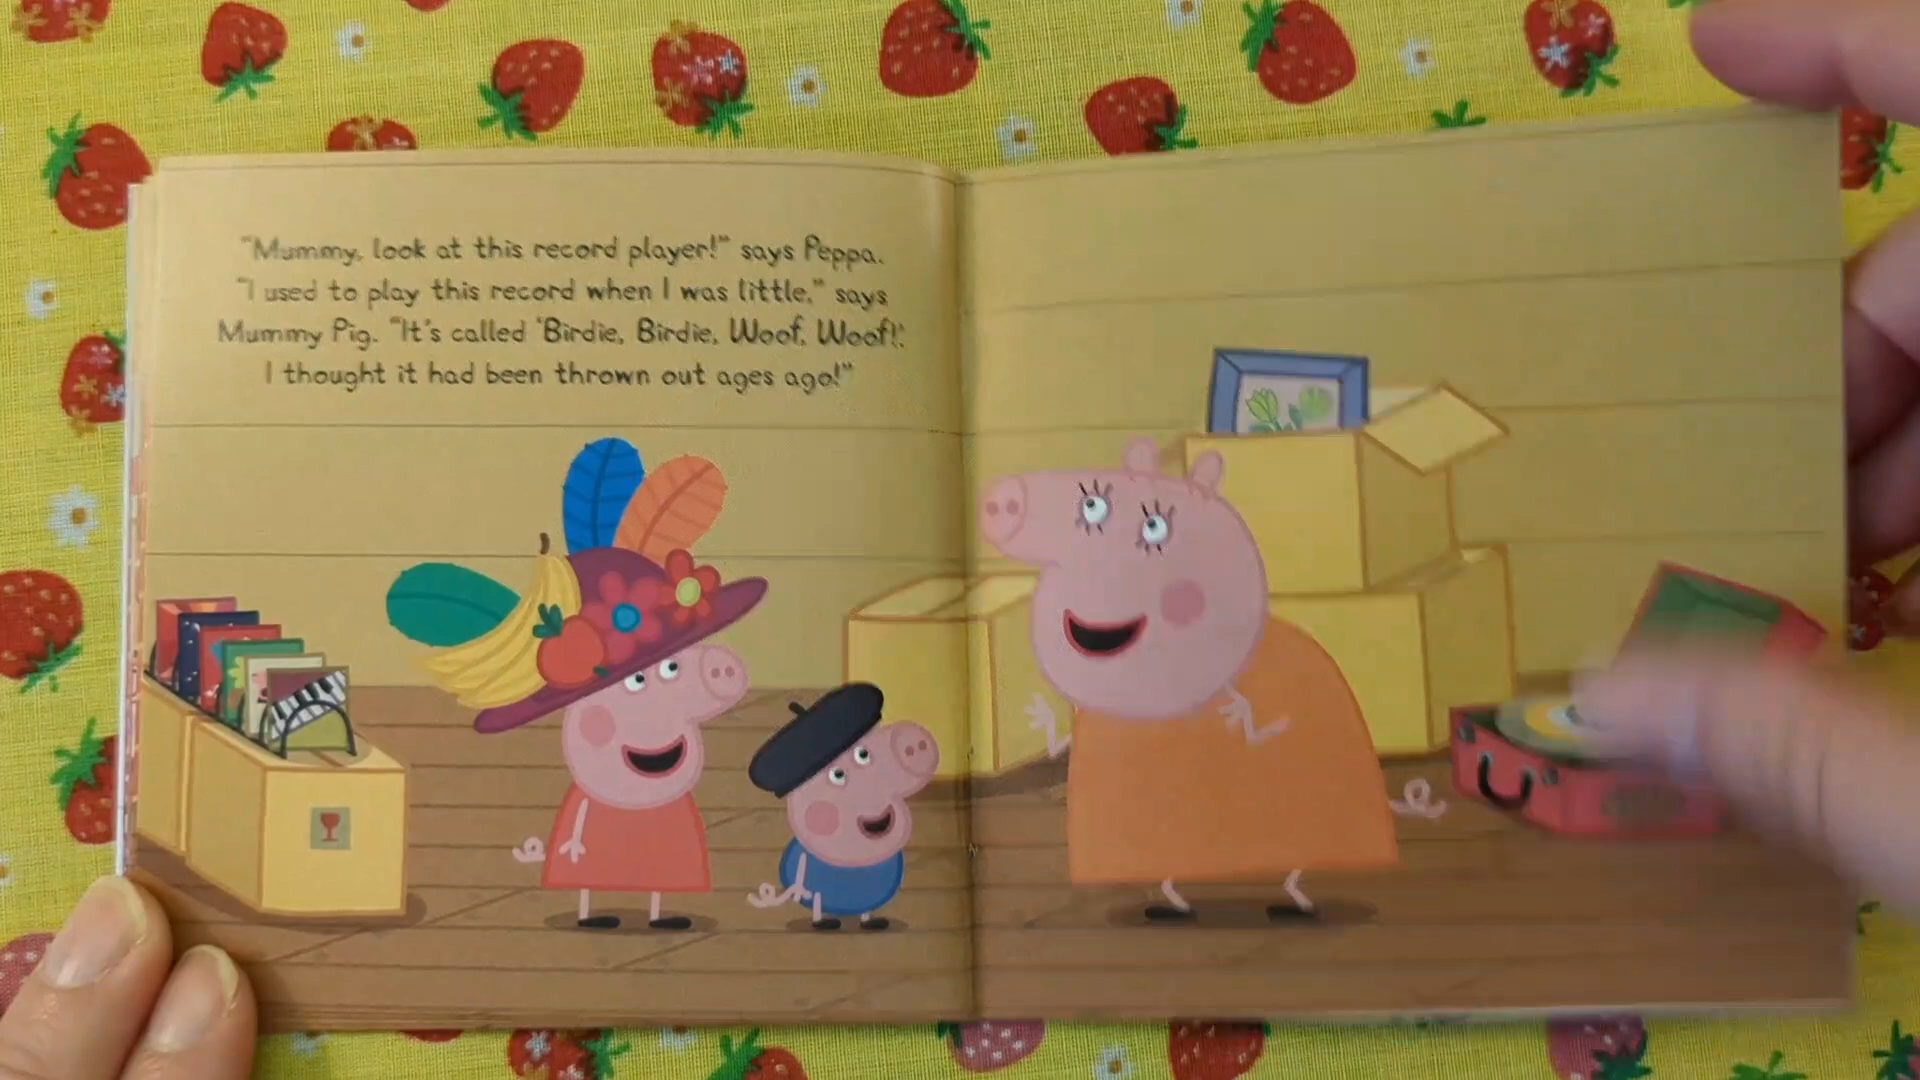 "Mummy, look at this record player!" says Peppa.
"I used to play this record when I was little," says
Mummy Pig. "It's called 'Birdie, Birdie, Woof, Woof!'.
I thought it had been thrown out ages ago!"